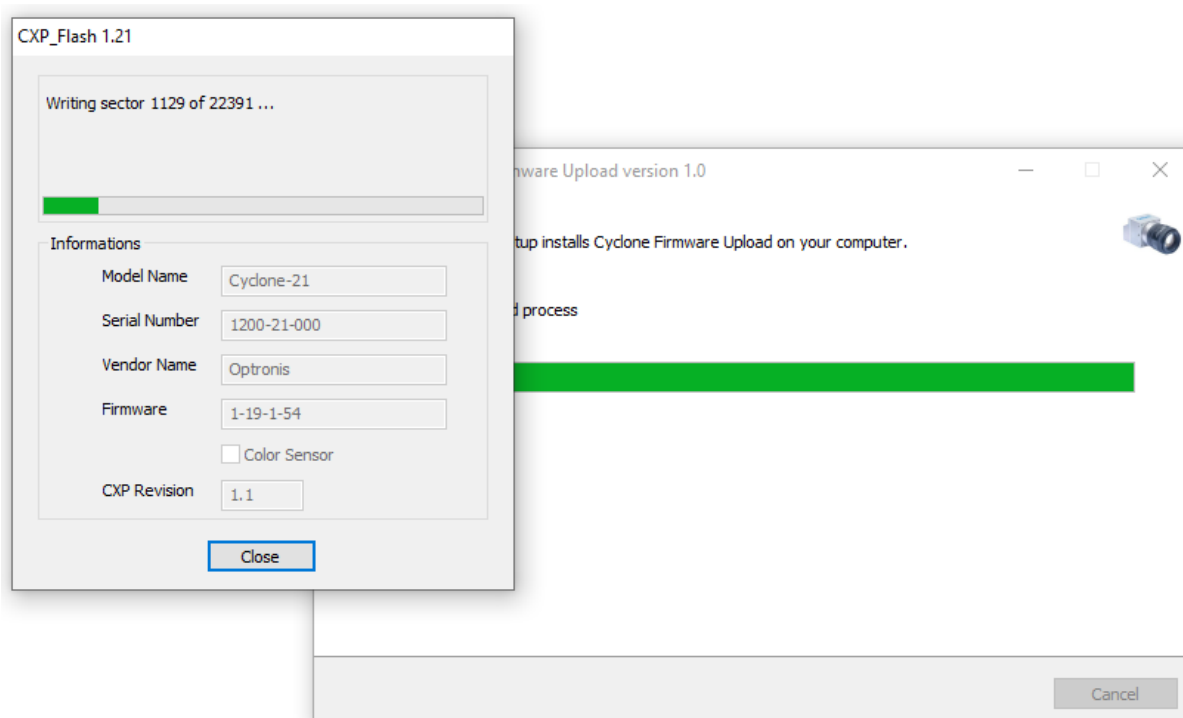 CXP_Flash 1.21
Writing sector 1129 of 22391 ...
Informations
Model Name Cyclone-21
Serial Number 1200-21-000
Vendor Name Optronis
Firmware 1-19-1-54
Color Sensor
CXP Revision 1.1
Close
Upload version 1.0
installs Cyclone Firmware Upload on your computer.
process
Cancel